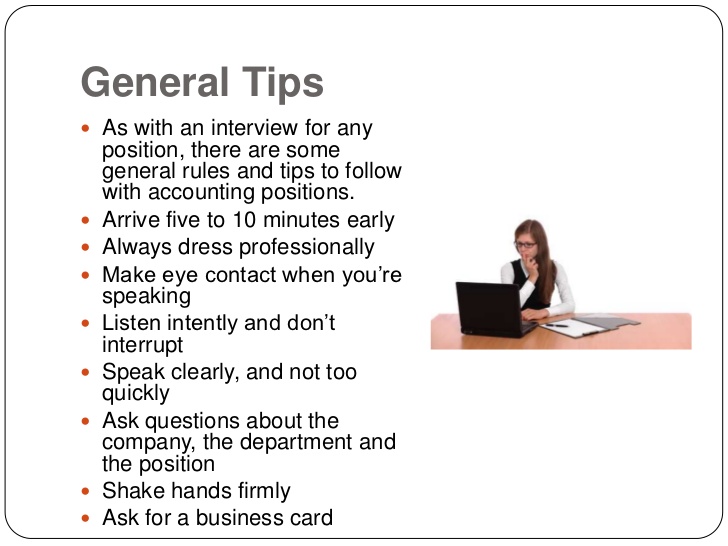 General Tips
As with an interview for any
position, there are some
general rules and tips to follow
with accounting positions.
Arrive five to 10 minutes early
Always dress professionally
Make eye contact when you’re
speaking
Listen intently and don’t
interrupt
Speak clearly, and not too
quickly
Ask questions about the
company, the department and
the position
Shake hands firmly
Ask for a business card